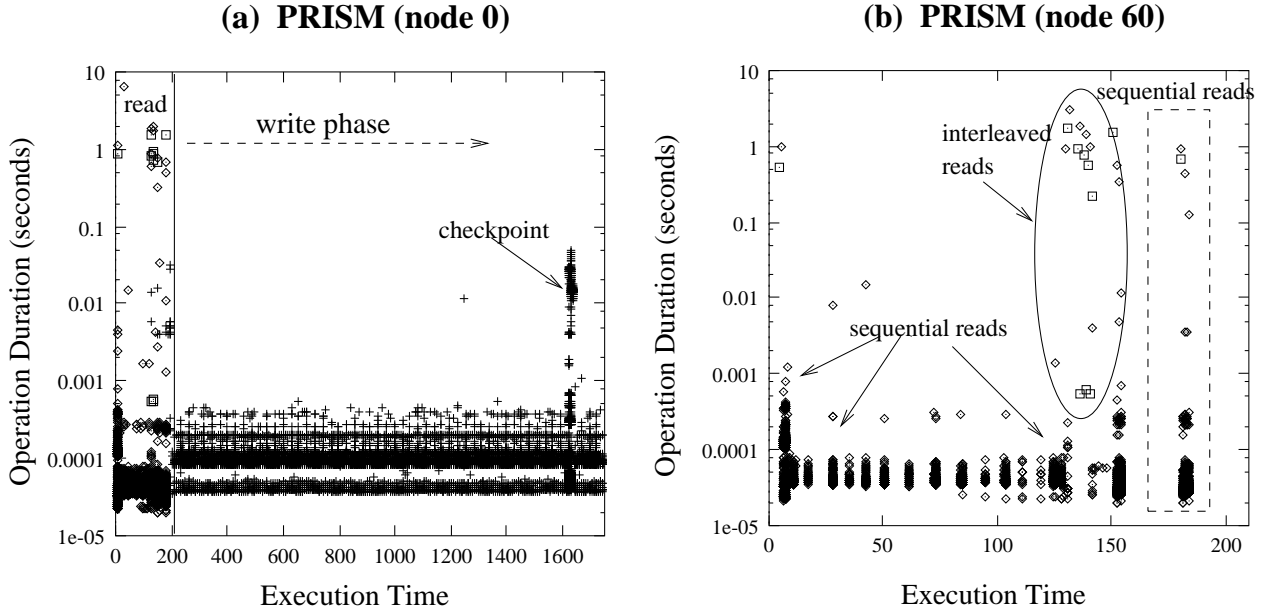 (a) PRISM (node 0)
10
1
0.1
0.01
0.001
0.0001
1e-05
Operation Duration (seconds)
read
write phase
checkpoint
0 200 400 600 800 1000 1200 1400 1600
Execution Time
(b) PRISM (node 60)
10
1
0.1
0.01
0.001
0.0001
1e-05
Operation Duration (seconds)
sequential reads
interleaved
reads
sequential reads
0 50 100 150 200
Execution Time